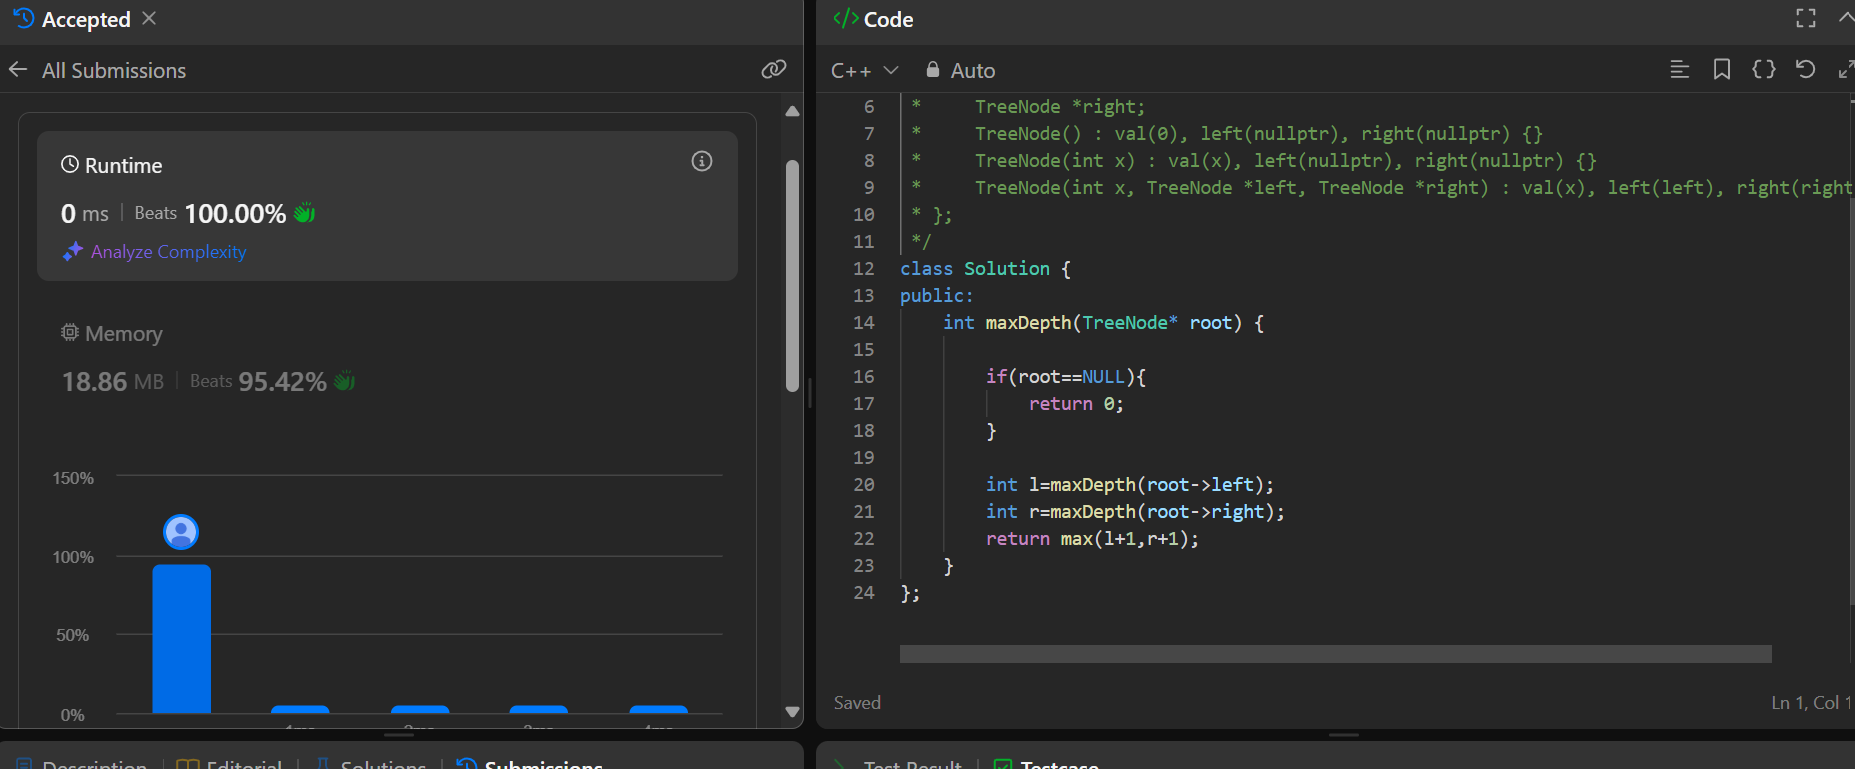 Accepted
All Submissions
Runtime
0 ms | Beats 100.00%
Analyze Complexity
Memory
18.86 MB | Beats 95.42%
150%
100%
50%
0%
1ms 2ms 3ms 4ms
Description | Editorial | Solutions | Submissions
</> Code
C++ Auto
6 *     TreeNode *right;
7 *     TreeNode() : val(0), left(nullptr), right(nullptr) {}
8 *     TreeNode(int x) : val(x), left(nullptr), right(nullptr) {}
9 *     TreeNode(int x, TreeNode *left, TreeNode *right) : val(x), left(left), right(right
10 * };
11 */
12 class Solution {
13 public:
14     int maxDepth(TreeNode* root) {
15
16         if(root==NULL){
17             return 0;
18         }
19
20         int l=maxDepth(root->left);
21         int r=maxDepth(root->right);
22         return max(l+1,r+1);
23     }
24 };
Saved
Ln 1, Col 1
Test Result | Testcase